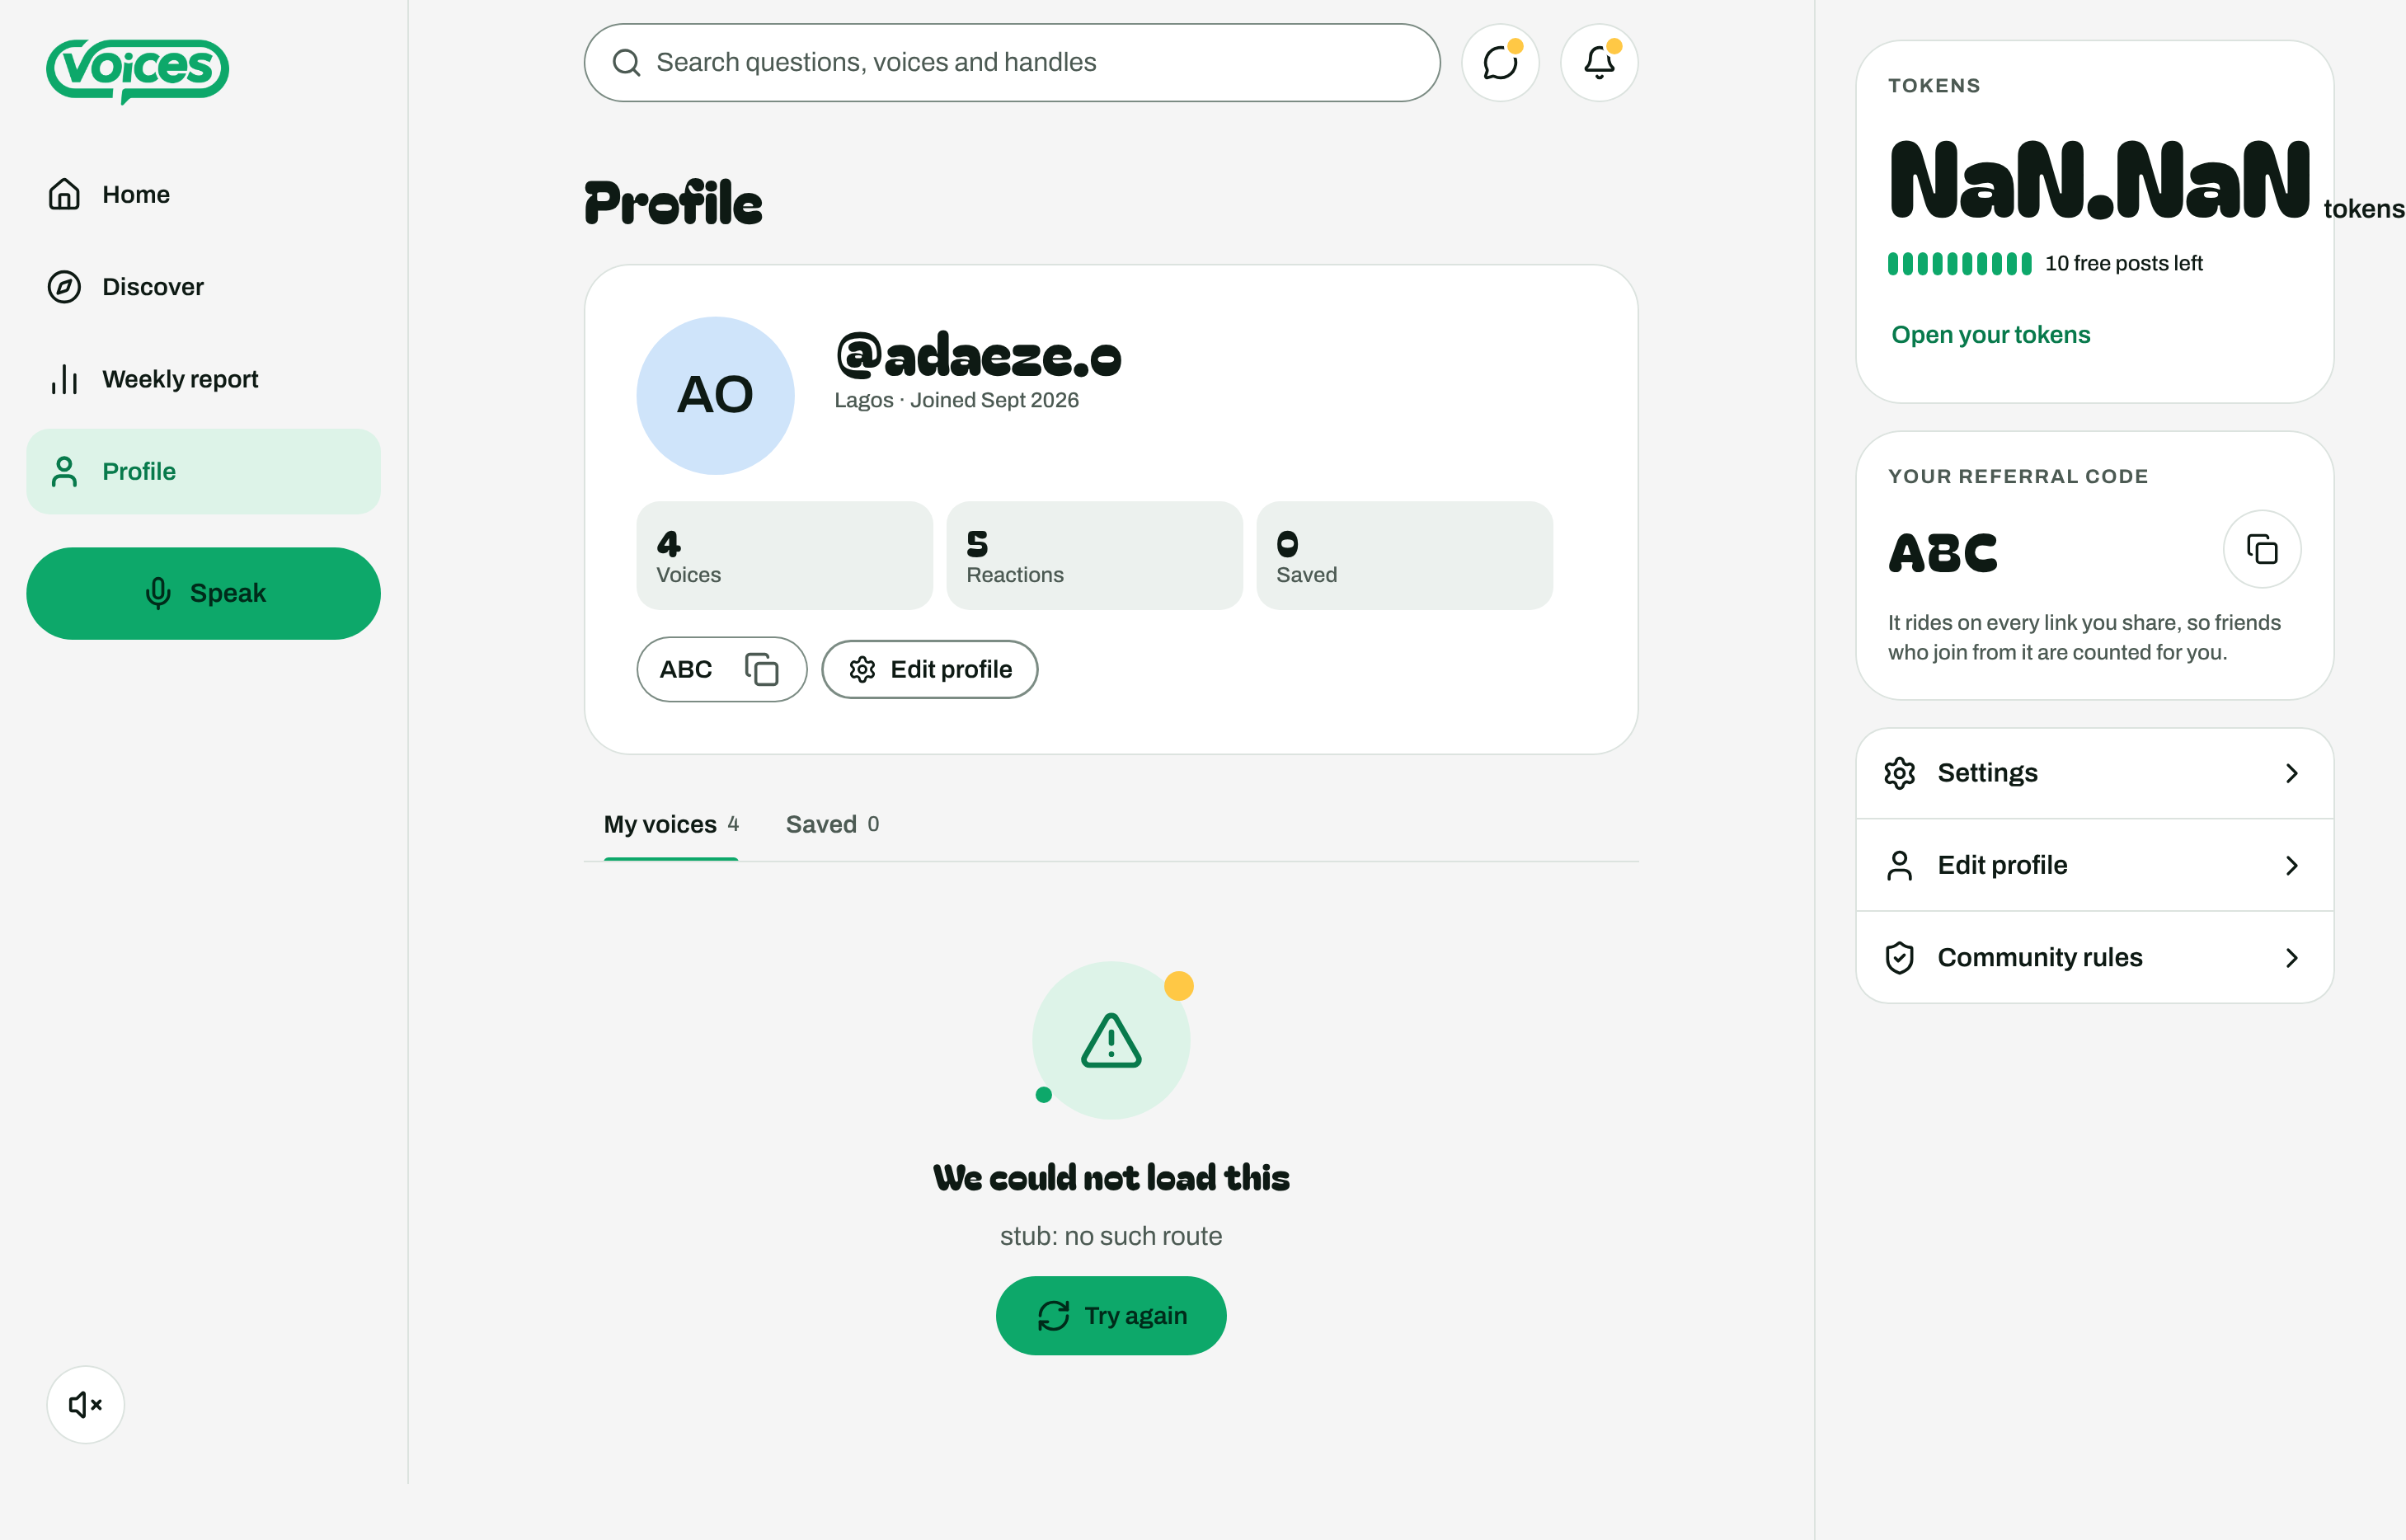 voices
Search questions, voices and handles
Home
Discover
Weekly report
Profile
Speak
Profile
AO
@adaeze.o
Lagos · Joined Sept 2026
4
Voices
5
Reactions
0
Saved
ABC
Edit profile
My voices 4
Saved 0
We could not load this
stub: no such route
Try again
TOKENS
NaN.NaN tokens
10 free posts left
Open your tokens
YOUR REFERRAL CODE
ABC
It rides on every link you share, so friends
who join from it are counted for you.
Settings
Edit profile
Community rules